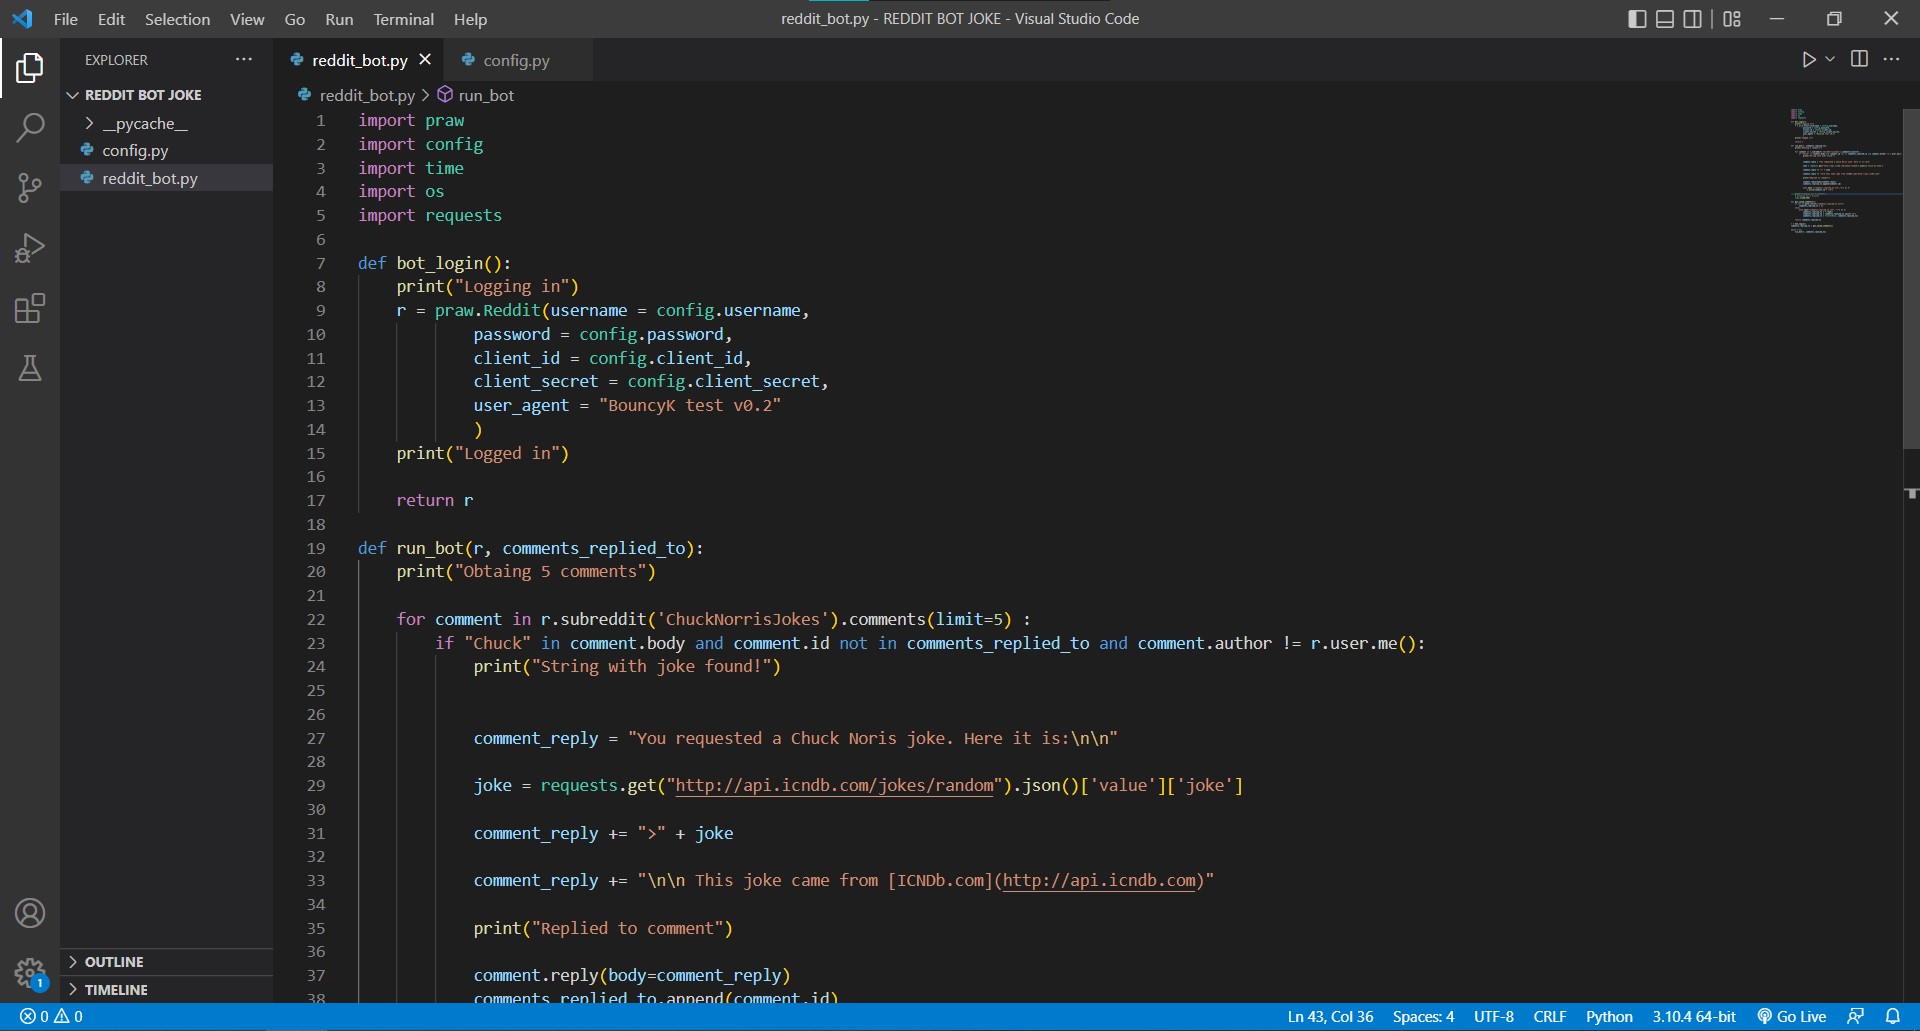 File Edit Selection View Go Run Terminal Help
reddit_bot.py - REDDIT BOT JOKE - Visual Studio Code
EXPLORER
REDDIT BOT JOKE
__pycache__
config.py
reddit_bot.py
OUTLINE
TIMELINE
reddit_bot.py config.py
reddit_bot.py run_bot
1 import praw
2 import config
3 import time
4 import os
5 import requests
6
7 def bot_login():
8 print("Logging in")
9 r = praw.Reddit(username = config.username,
10 password = config.password,
11 client_id = config.client_id,
12 client_secret = config.client_secret,
13 user_agent = "BouncyK test v0.2"
14 )
15 print("Logged in")
16
17 return r
18
19 def run_bot(r, comments_replied_to):
20 print("Obtaing 5 comments")
21
22 for comment in r.subreddit('ChuckNorrisJokes').comments(limit=5) :
23 if "Chuck" in comment.body and comment.id not in comments_replied_to and comment.author != r.user.me():
24 print("String with joke found!")
25
26
27 comment_reply = "You requested a Chuck Noris joke. Here it is:\n\n"
28
29 joke = requests.get("http://api.icndb.com/jokes/random").json()['value']['joke']
30
31 comment_reply += ">" + joke
32
33 comment_reply += "\n\n This joke came from [ICNDb.com](http://api.icndb.com)"
34
35 print("Replied to comment")
36
37 comment.reply(body=comment_reply)
38 comments_replied_to.append(comment.id)
1
0 0
Ln 43, Col 36 Spaces: 4 UTF-8 CRLF Python 3.10.4 64-bit Go Live